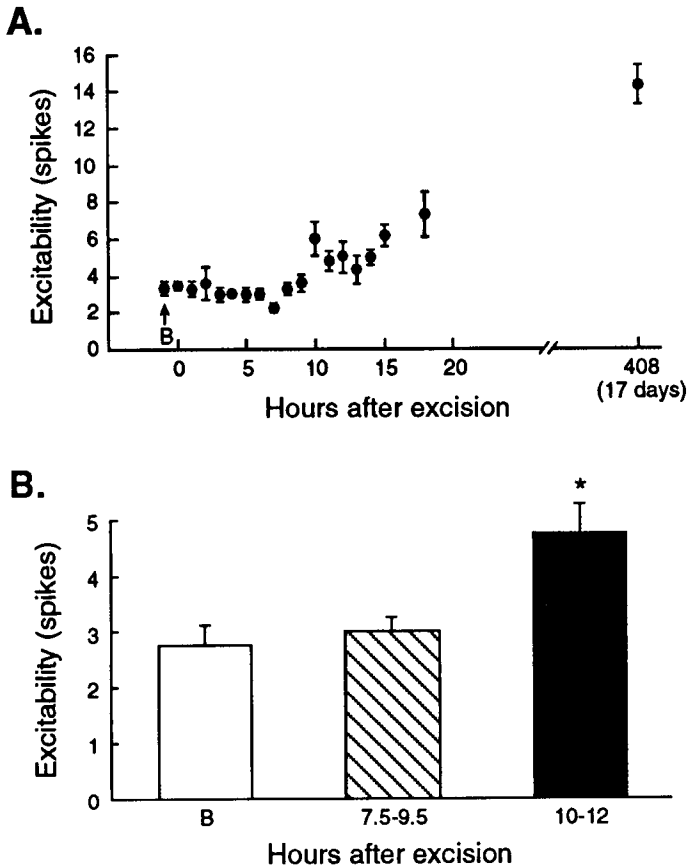 A.
Excitability (spikes)
16
14
12
10
8
6
4
2
0
B
0 5 10 15 20 408
(17 days)
Hours after excision
B.
Excitability (spikes)
5
4
3
2
1
0
*
B 7.5-9.5 10-12
Hours after excision